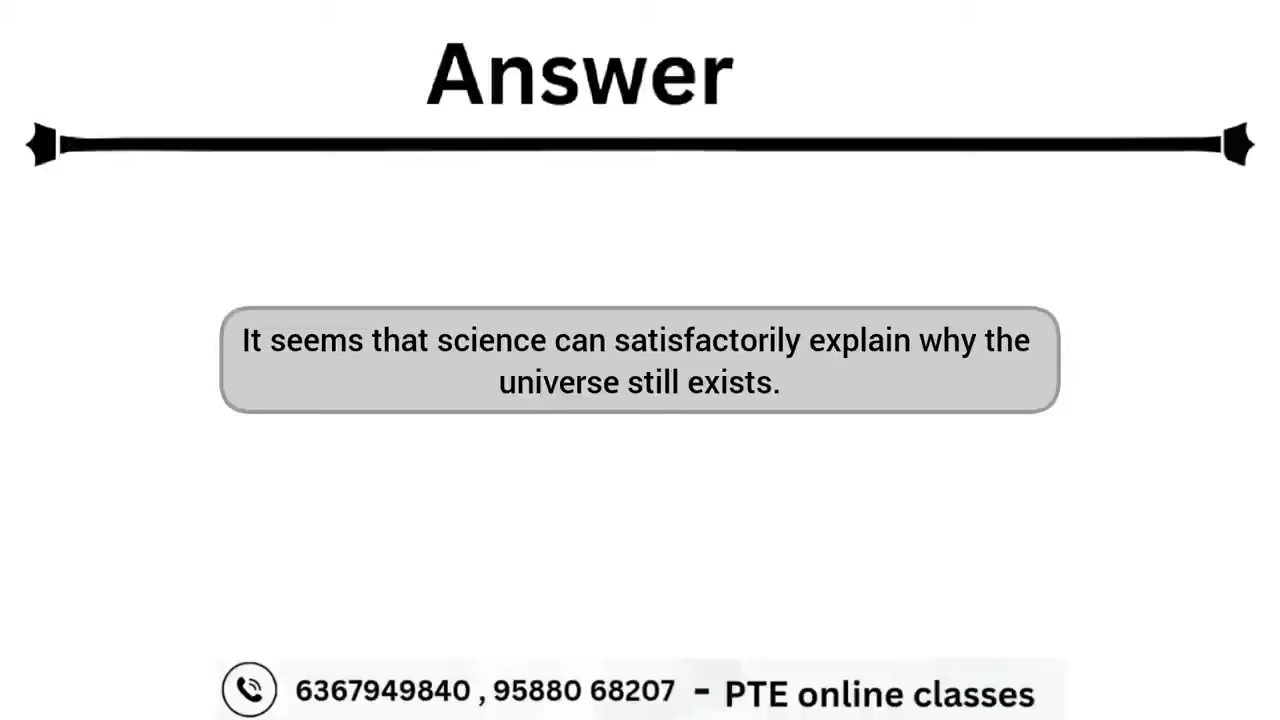 Answer
It seems that science can satisfactorily explain why the
universe still exists.
6367949840 , 95880 68207 - PTE online classes